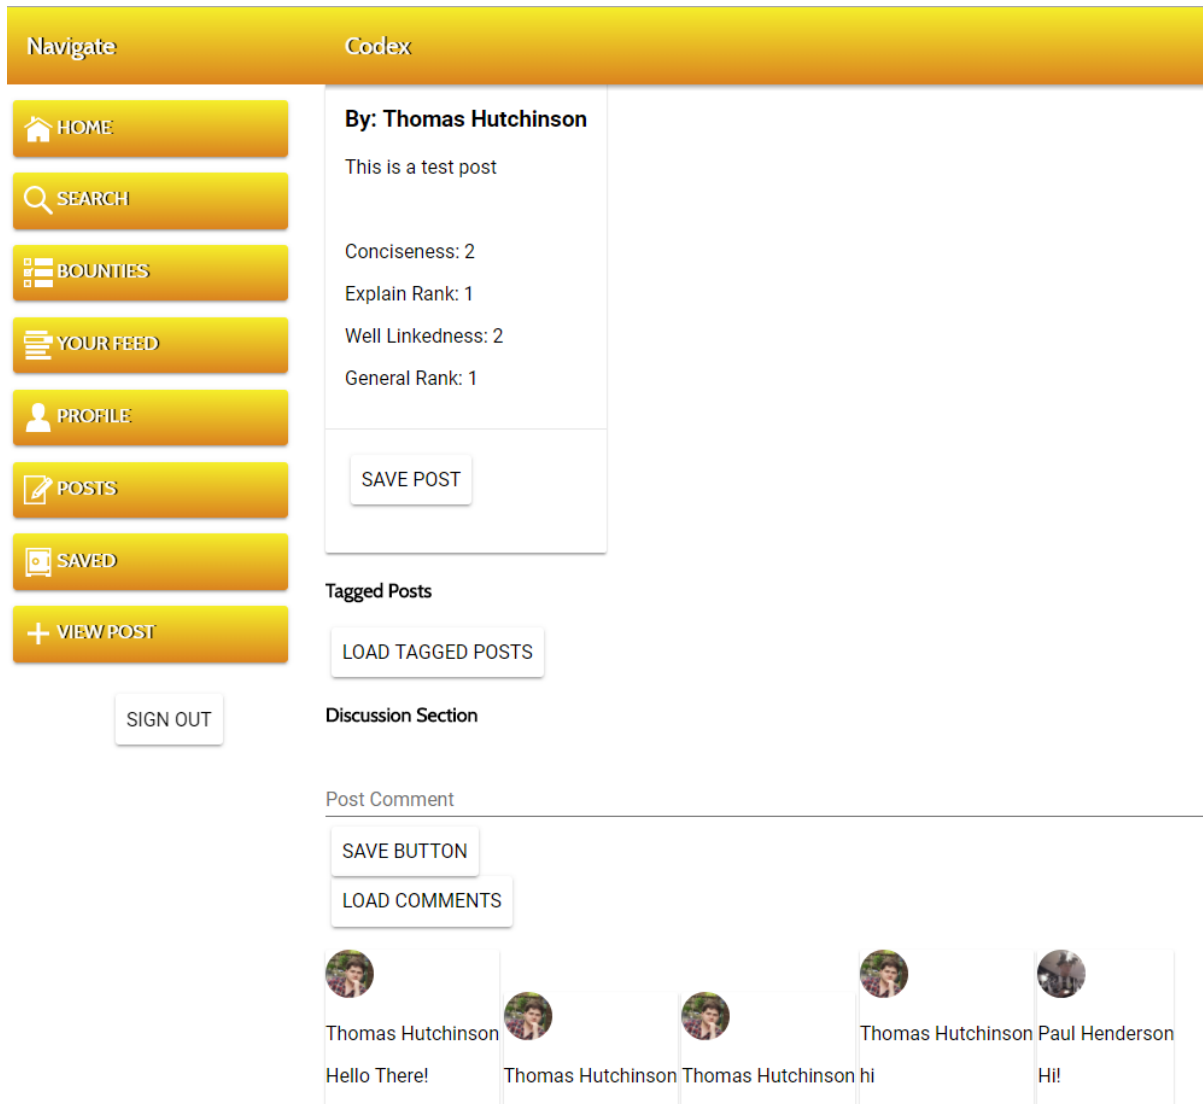 Navigate
Codex
HOME
SEARCH
BOUNTIES
YOUR FEED
PROFILE
POSTS
SAVED
VIEW POST
SIGN OUT
By: Thomas Hutchinson
This is a test post
Conciseness: 2
Explain Rank: 1
Well Linkedness: 2
General Rank: 1
SAVE POST
Tagged Posts
LOAD TAGGED POSTS
Discussion Section
Post Comment
SAVE BUTTON
LOAD COMMENTS
Thomas Hutchinson
Hello There!
Thomas Hutchinson
Thomas Hutchinson
Thomas Hutchinson
hi
Paul Henderson
Hi!